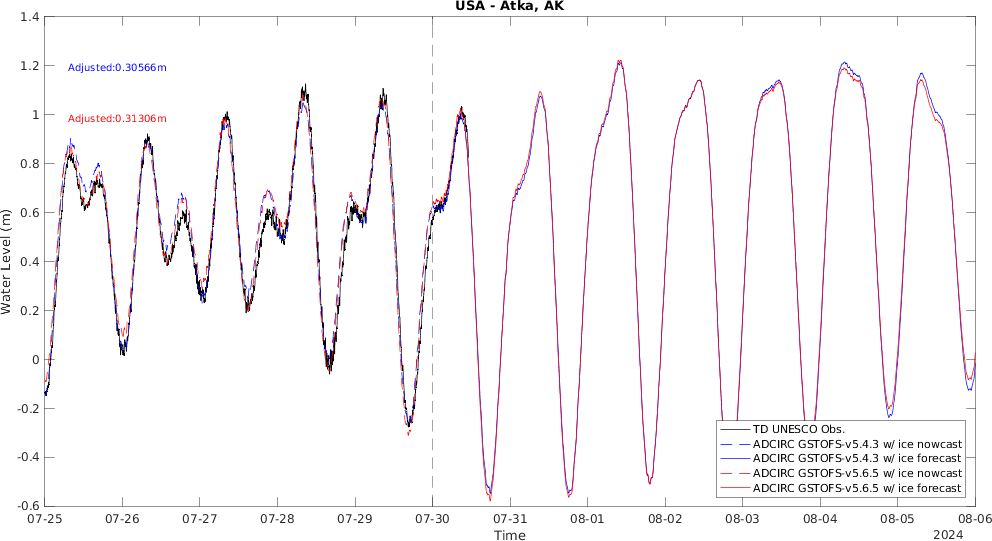 USA - Atka, AK
1.4
1.2
1
0.8
0.6
0.4
0.2
0
-0.2
-0.4
-0.6
Water Level (m)
Adjusted:0.30566m
Adjusted:0.31306m
TD UNESCO Obs.
ADCIRC GSTOFS-v5.4.3 w/ ice nowcast
ADCIRC GSTOFS-v5.4.3 w/ ice forecast
ADCIRC GSTOFS-v5.6.5 w/ ice nowcast
ADCIRC GSTOFS-v5.6.5 w/ ice forecast
07-25 07-26 07-27 07-28 07-29 07-30 07-31 08-01 08-02 08-03 08-04 08-05 08-06
Time
2024